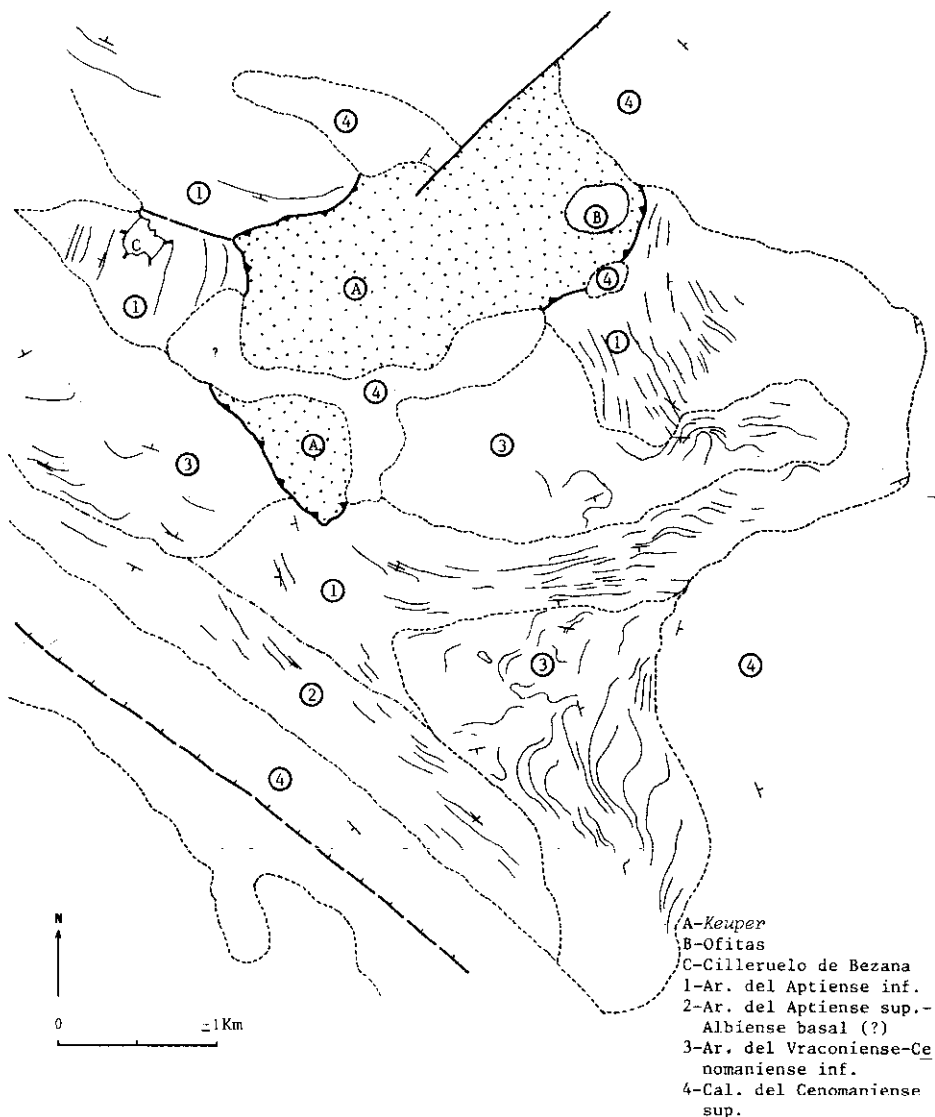 4
4
1
B
C
A
4
1
1
?
4
A
3
3
1
3
4
2
4
N
0
±1Km
A-Keuper
B-Ofitas
C-Cilleruelo de Bezana
1-Ar. del Aptiense inf.
2-Ar. del Aptiense sup.-
Albiense basal (?)
3-Ar. del Vraconiense-Ce
nomaniense inf.
4-Cal. del Cenomaniense
sup.